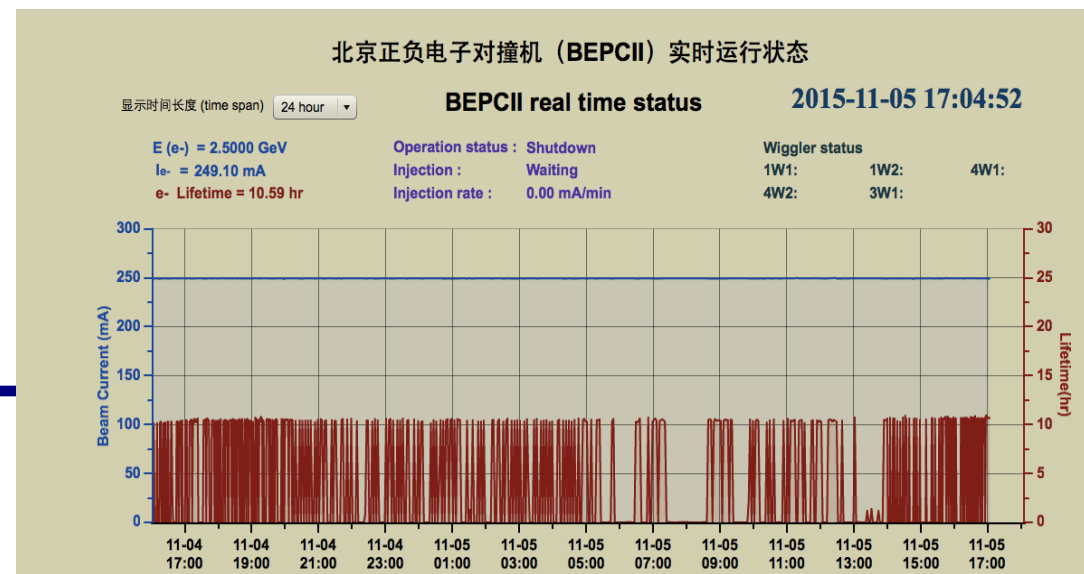 北京正负电子对撞机（BEPCII）实时运行状态
显示时间长度 (time span) 24 hour
BEPCII real time status
2015-11-05 17:04:52
E (e-) = 2.5000 GeV
Ie- = 249.10 mA
e- Lifetime = 10.59 hr
Operation status : Shutdown
Injection : Waiting
Injection rate : 0.00 mA/min
Wiggler status
1W1: 1W2: 4W1:
4W2: 3W1:
Beam Current (mA)
300
250
200
150
100
50
0
30
25
20
15
10
5
0
Lifetime(hr)
11-04 11-04 11-04 11-04 11-05 11-05 11-05 11-05 11-05 11-05 11-05 11-05 11-05
17:00 19:00 21:00 23:00 01:00 03:00 05:00 07:00 09:00 11:00 13:00 15:00 17:00